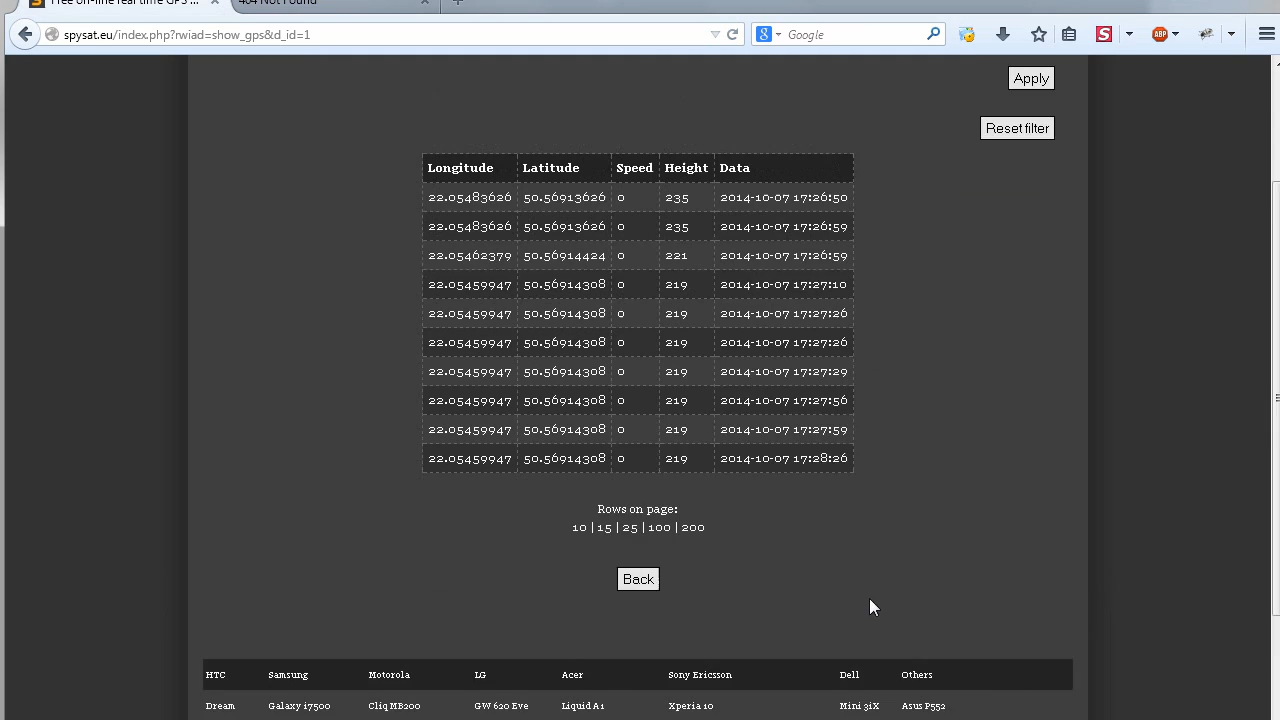 Free on-line real time GPS ...
404 Not Found
spysat.eu/index.php?rwiad=show_gps&d_id=1
Google
Apply
Reset filter
Longitude Latitude Speed Height Data
22.05483626 50.56913626 0 235 2014-10-07 17:26:50
22.05483626 50.56913626 0 235 2014-10-07 17:26:59
22.05462379 50.56914424 0 221 2014-10-07 17:26:59
22.05459947 50.56914308 0 219 2014-10-07 17:27:10
22.05459947 50.56914308 0 219 2014-10-07 17:27:26
22.05459947 50.56914308 0 219 2014-10-07 17:27:26
22.05459947 50.56914308 0 219 2014-10-07 17:27:29
22.05459947 50.56914308 0 219 2014-10-07 17:27:56
22.05459947 50.56914308 0 219 2014-10-07 17:27:59
22.05459947 50.56914308 0 219 2014-10-07 17:28:26
Rows on page:
10 | 15 | 25 | 100 | 200
Back
HTC Samsung Motorola LG Acer Sony Ericsson Dell Others
Dream Galaxy i7500 Cliq MB200 GW 620 Eve Liquid A1 Xperia 10 Mini 3iX Asus P552